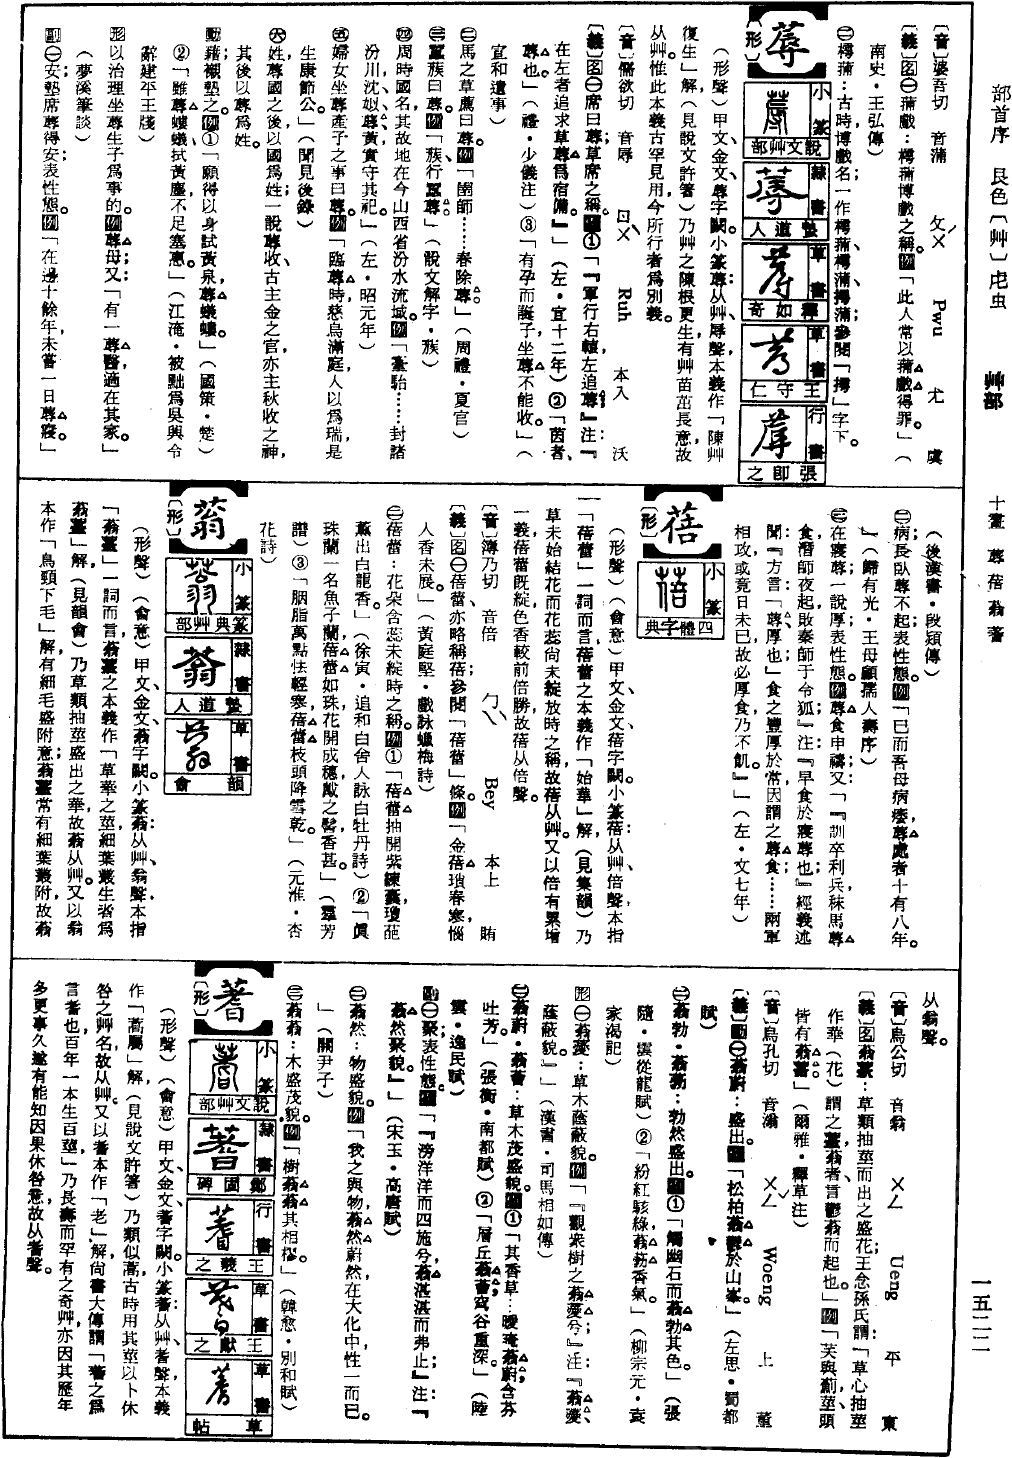 部首序　艮色〔艸〕虍虫　艸部　十畫　蓐 蓓 蓊 蓍　一五二二
【音】婆吾切　音蒲　ㄆㄨˊ　Pwu　尤　虞
【義】名㊀蒱戲：樗蒱博戲之稱。例「此人常以蒱戲得罪。」（
南史・王弘傳）
㊁樗蒱：古時博戲名一作樗蒱樗蒲摴蒲參閱「摴」字下。
蓐
〔形〕
小篆　說文艸部
隸書　蟄道人
草書　釋如奇
草書　王守仁
行書　張即之
（形聲）甲文、金文、蓐字闕。小篆蓐：从艸、辱聲本義作「陳艸
復生」解（見說文許箸）乃艸之陳根更生有艸苗茁長意故
从艸。惟此本義古罕見用今所行者為別義。
【音】儒欲切　音辱　ㄖㄨˋ　Ruh　本入　沃
【義】名㊀席曰蓐草席之稱。例①「『軍行右轅左追蓐』注：『
在左者追求草蓐為宿備。』」（左・宣十二年）②「茵者、
蓐也。」（禮・少儀注）③「有孕而誕子坐蓐不能收。」（
宣和遺事）
㊁馬之草薦曰蓐。例「圉師……春除蓐。」（周禮・夏官）
㊂蔟曰蓐。例「蔟行蠶蓐。」（說文解字・蔟）
㊃周時國名其故地在今山西省汾水流域。例「臺駘……封諸
汾川、沈姒蓐黃實守其祀。」（左・昭元年）
㊄婦女坐蓐產子之事曰蓐。例「臨蓐時慈烏滿庭人以為瑞是
生康節公。」（聞見後錄）
㊅姓蓐國之後以國為姓一說蓐收古主金之官亦主秋收之神，
其後以蓐為姓。
動藉襯墊之。例①「願得以身試黃泉，蓐螻蟻。」（國策・楚）
②「雖蓐螻蟻，拭黃塵不足塞恩。」（江淹・被黜為吳興令
辭建平王牋）
形以治理坐蓐生子為事的。例蓐母又「有一蓐醫適在其家。」
（夢溪筆談）
副㊀安墊席蓐得安表性態。例「在邊十餘年，未嘗一日蓐寢。」
（後漢書・段熲傳）
㊁病長臥蓐不起表性態。例「已而吾母病痿，蓐處者十有八年。
」（歸有光・王母顧孺人壽序）
㊂在寢蓐一說厚表性態。例蓐食申禱又「『訓卒利兵秣馬蓐
食潛師夜起敗秦師于令狐』注：『早食於寢蓐也』經義述
聞『方言「蓐、厚也」食之豐厚於常因謂之蓐食……兩軍
相攻或竟日未已故必厚食乃不飢。』」（左・文七年）
蓓
〔形〕
小篆　四體字典
（形聲）（會意）甲文、金文、蓓字闕。小篆蓓：从艸、倍聲本指
「蓓蕾」一詞而言蓓蕾之本義作「始華」解（見集韻）乃
草未始結花而花蕊尚未綻放時之稱故蓓从艸。又以倍有累增
一義蓓蕾既綻色香較前倍勝故蓓从倍聲。
【音】薄乃切　音倍　ㄅㄟˋ　Bey　本上　賄
【義】名㊀蓓蕾亦略稱蓓參閱「蓓蕾」條。例「金蓓瑣春寒惱
人香未展。」（黃庭堅・戲詠蠟梅詩）
㊁蓓蕾：花朵含蕊未綻時之稱。例①「蓓蕾抽開紫練囊，瓊葩
薰出白龍香。」（徐寅・追和白舍人詠白牡丹詩）②「真
珠蘭一名魚子蘭，蓓蕾如珠花開成穗戴之髻香甚。」（羣芳
譜）③「胭脂萬點怯輕寒，蓓蕾枝頭降雪乾。」（元淮・杏
花詩）
蓊
〔形〕
小篆　篆典艸部
隸書　蟄道人
草書　韻會
（形聲）（會意）甲文、金文、蓊字闕。小篆蓊：从艸、翁聲本指
「蓊薹」一詞而言，蓊薹之本義作「草華之莖細葉叢生者為
蓊薹」解（見韻會）乃草類抽莖盛出之華故蓊从艸。又以翁
本作「鳥頸下毛」解有細毛盛附意蓊薹常有細葉叢附故蓊
从翁聲。
【音】烏公切　音翁　ㄨㄥ　Ueng　平　東
【義】名蓊薹：草類抽莖而出之盛花；王念孫氏謂：「草心抽莖
作華（花）謂之薹蓊者、言鬱蓊而起也。」例「芙與薊、莖頭
皆有蓊薹。」（爾雅・釋草注）
【音】烏孔切　音滃　ㄨㄥˇ　Woeng　上　董
【義】動㊀蓊蔚：盛出。例「松柏蓊鬱於山峯。」（左思・蜀都
賦）
㊁蓊勃・蓊葧：勃然盛出。例①「觸幽石而蓊勃其色。」（張
隨・雲從龍賦）②「紛紅駭綠，蓊葧香氣。」（柳宗元・袁
家渴記）
形㊀蓊薆：草木蔭蔽貌。例「『觀衆樹之蓊薆兮』注：『蓊薆、
蔭蔽貌。』」（漢書・司馬相如傳）
㊁蓊蔚・蓊薈：草木茂盛貌。例①「其香草…曖曖蓊蔚含芬
吐芳。」（張衡・南都賦）②「層丘蓊薈，窮谷重深。」（陸
雲・逸民賦）
副㊀聚；表性態。例「『滂洋洋而四施兮，蓊湛湛而弗止』注：『
蓊然聚貌。』」（宋玉・高唐賦）
㊁蓊然：物盛貌。例「我之與物，蓊然蔚然在大化中性一而已。
」（關尹子）
㊂蓊蓊：木盛茂貌。例「樹蓊蓊其相摎。」（韓愈・別和賦）
蓍
〔形〕
小篆　說文艸部
隸書　鄭固碑
行書　王羲之
草書　王獻之
草書　草帖
（形聲）（會意）甲文、金文、蓍字闕。小篆蓍：从艸、耆聲本義
作「蒿屬」解（見說文許箸）乃類似蒿，古時用其莖以卜休
咎之艸名故从艸。又以耆本作「老」解尚書大傳謂「蓍之為
言耆也，百年一本生百莖」乃長壽而罕有之奇艸，亦因其歷年
多更事久遂有能知因果休咎意故从耆聲。